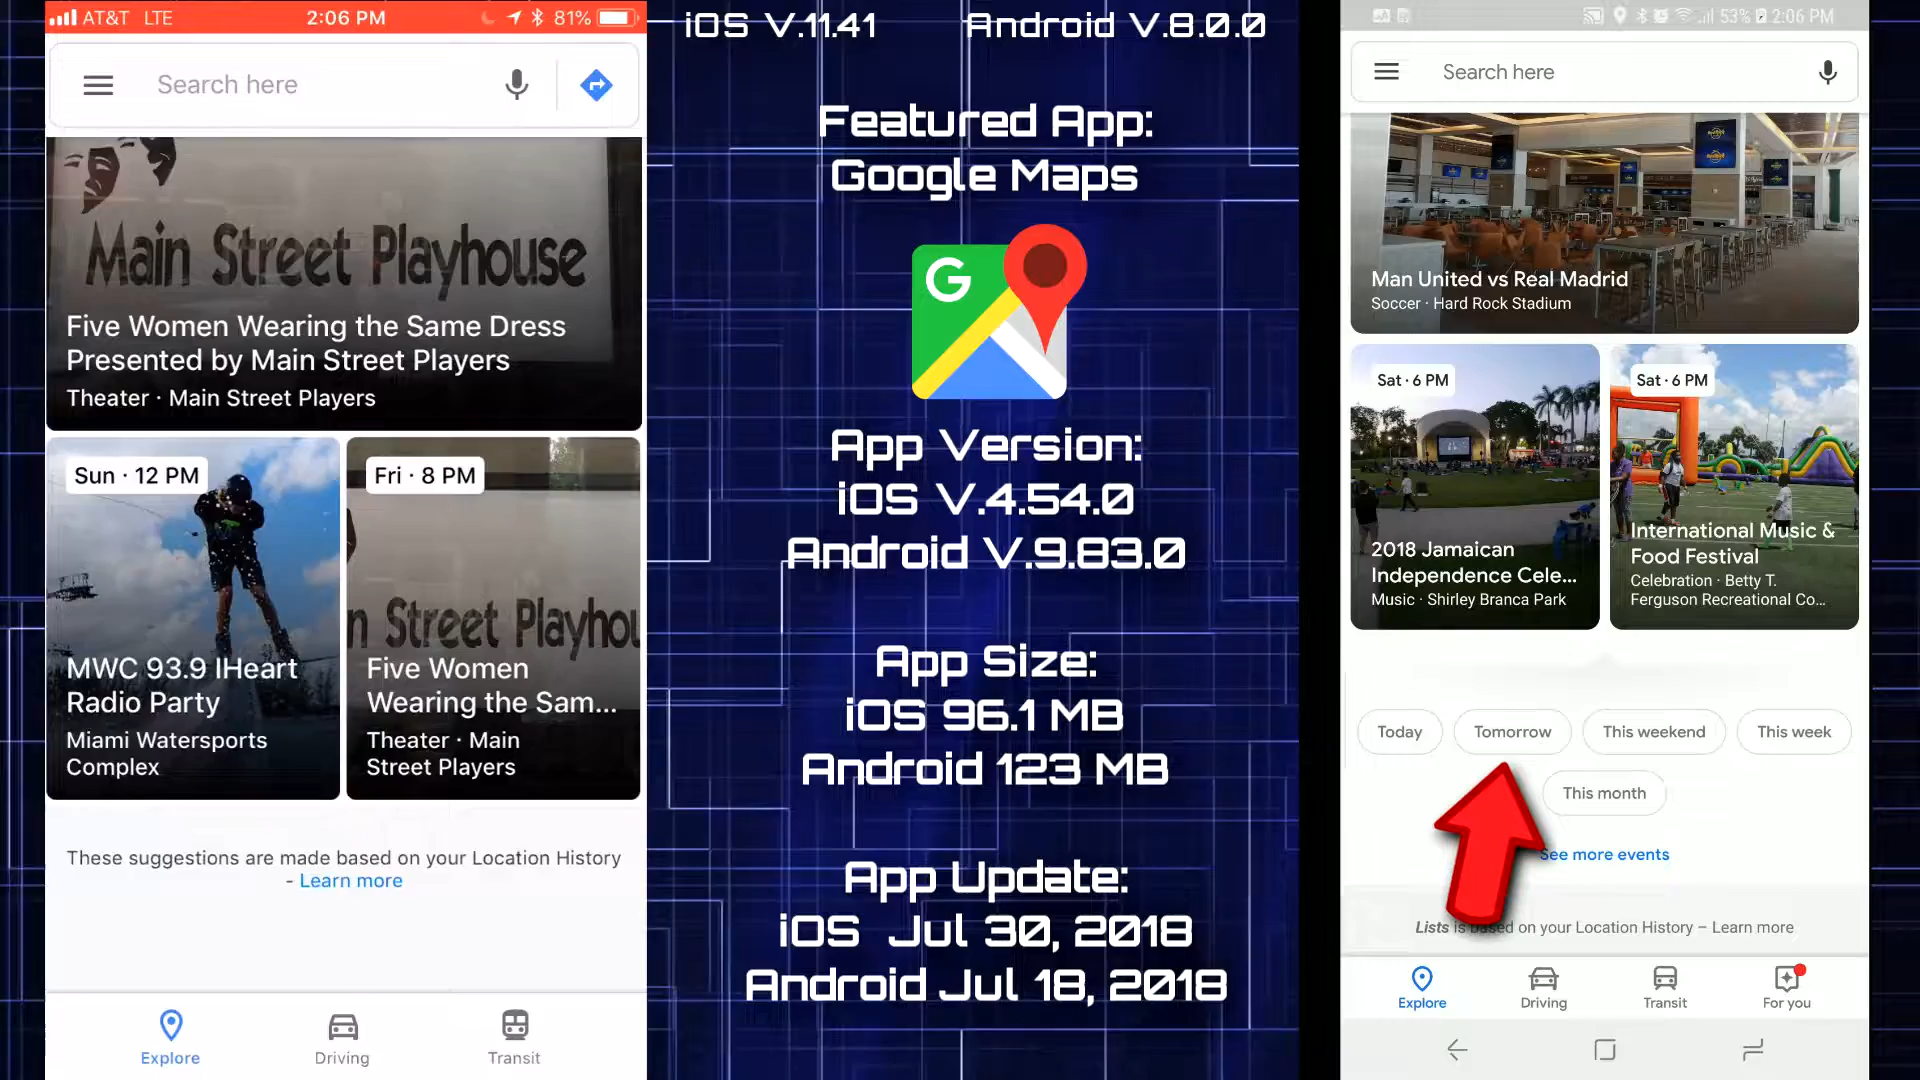 AT&T LTE
2:06 PM
81%
Search here
Main Street Playhouse
Five Women Wearing the Same Dress
Presented by Main Street Players
Theater · Main Street Players
Sun · 12 PM
MWC 93.9 IHeart
Radio Party
Miami Watersports
Complex
Fri · 8 PM
n Street Playhou
Five Women
Wearing the Sam...
Theater · Main
Street Players
These suggestions are made based on your Location History
- Learn more
Explore
Driving
Transit
iOS V.11.41
Android V.8.0.0
Featured App:
Google Maps
G
App Version:
iOS V.4.54.0
Android V.9.83.0
App Size:
iOS 96.1 MB
Android 123 MB
App Update:
iOS Jul 30, 2018
Android Jul 18, 2018
53%
2:06 PM
Search here
Man United vs Real Madrid
Soccer · Hard Rock Stadium
Sat · 6 PM
2018 Jamaican
Independence Cele...
Music · Shirley Branca Park
Sat · 6 PM
International Music &
Food Festival
Celebration · Betty T.
Ferguson Recreational Co...
Today
Tomorrow
This weekend
This week
This month
See more events
Lists is based on your Location History – Learn more
Explore
Driving
Transit
For you